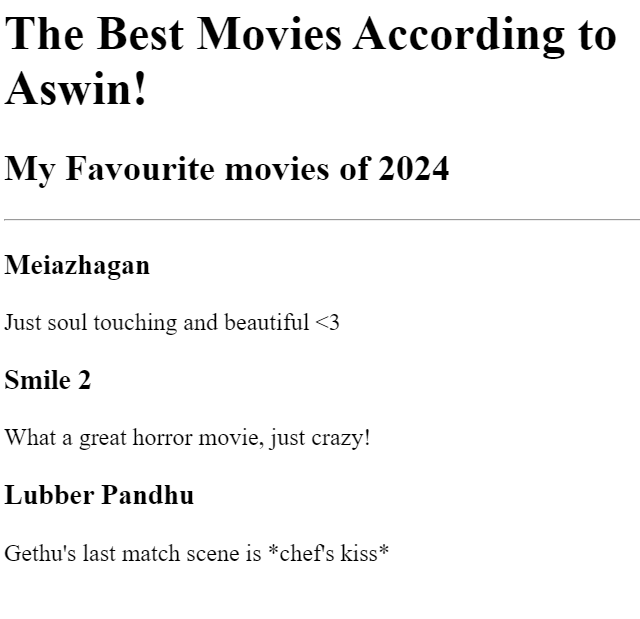 The Best Movies According to
Aswin!
My Favourite movies of 2024
Meiazhagan
Just soul touching and beautiful <3
Smile 2
What a great horror movie, just crazy!
Lubber Pandhu
Gethu's last match scene is *chef's kiss*